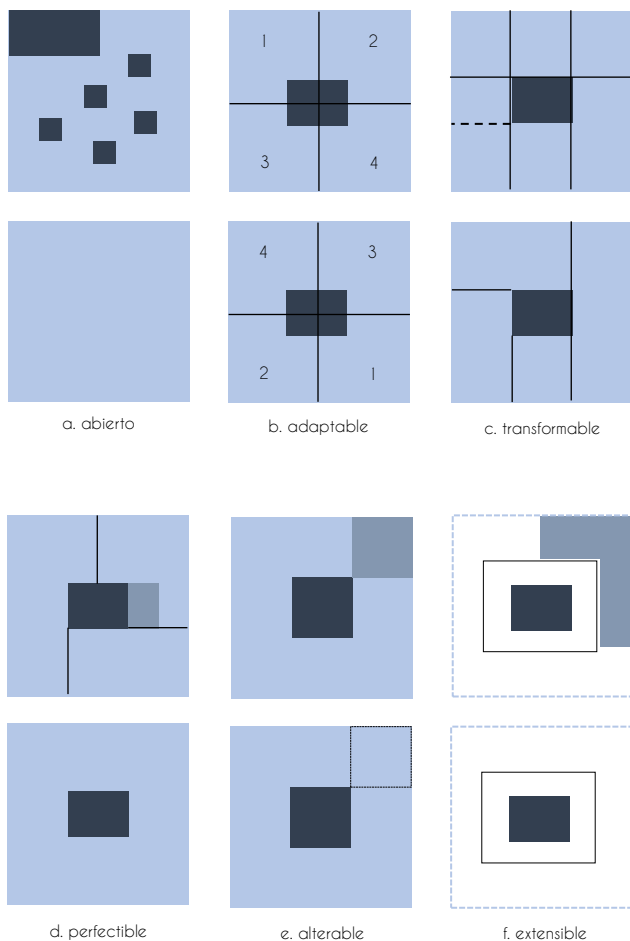 1 2
3 4
4 3
2 1
a. abierto
b. adaptable
c. transformable
d. perfectible
e. alterable
f. extensible